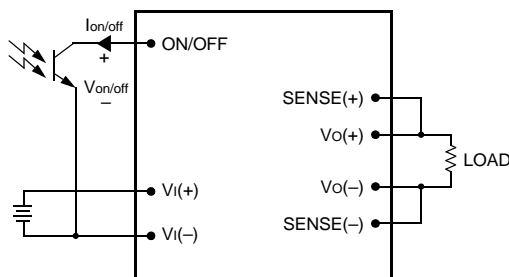 Ion/off
+
ON/OFF
Von/off
–
SENSE(+)
VO(+)
LOAD
VO(–)
SENSE(–)
VI(+)
VI(–)